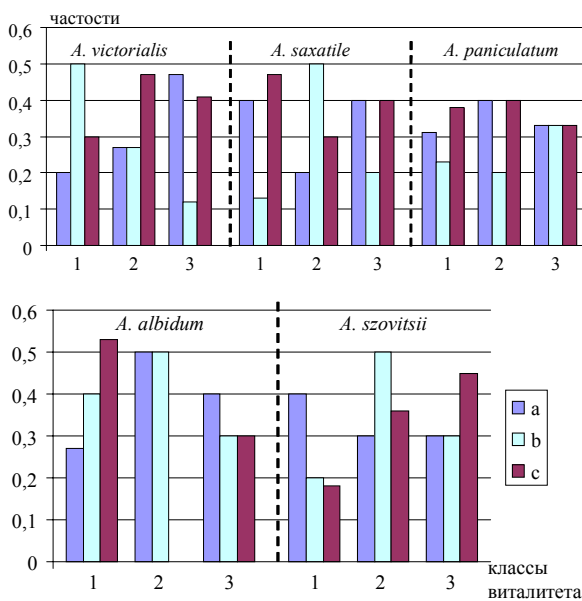 частости
0,6
A. victorialis A. saxatile A. paniculatum
0,5
0,4
0,3
0,2
0,1
0
1 2 3 1 2 3 1 2 3
0,6
A. albidum A. szovitsii
0,5
0,4
a
0,3
b
0,2
c
0,1
0
1 2 3 1 2 3
классы
виталитета